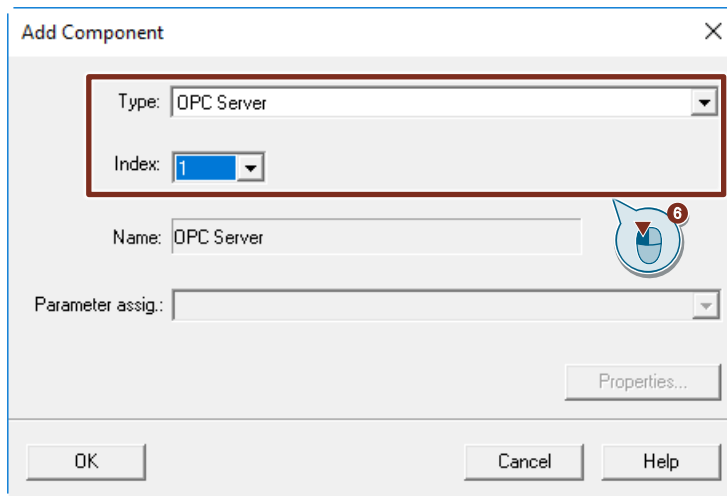 Add Component
Type: OPC Server
Index: 1
6
Name: OPC Server
Parameter assig.:
Properties...
OK Cancel Help